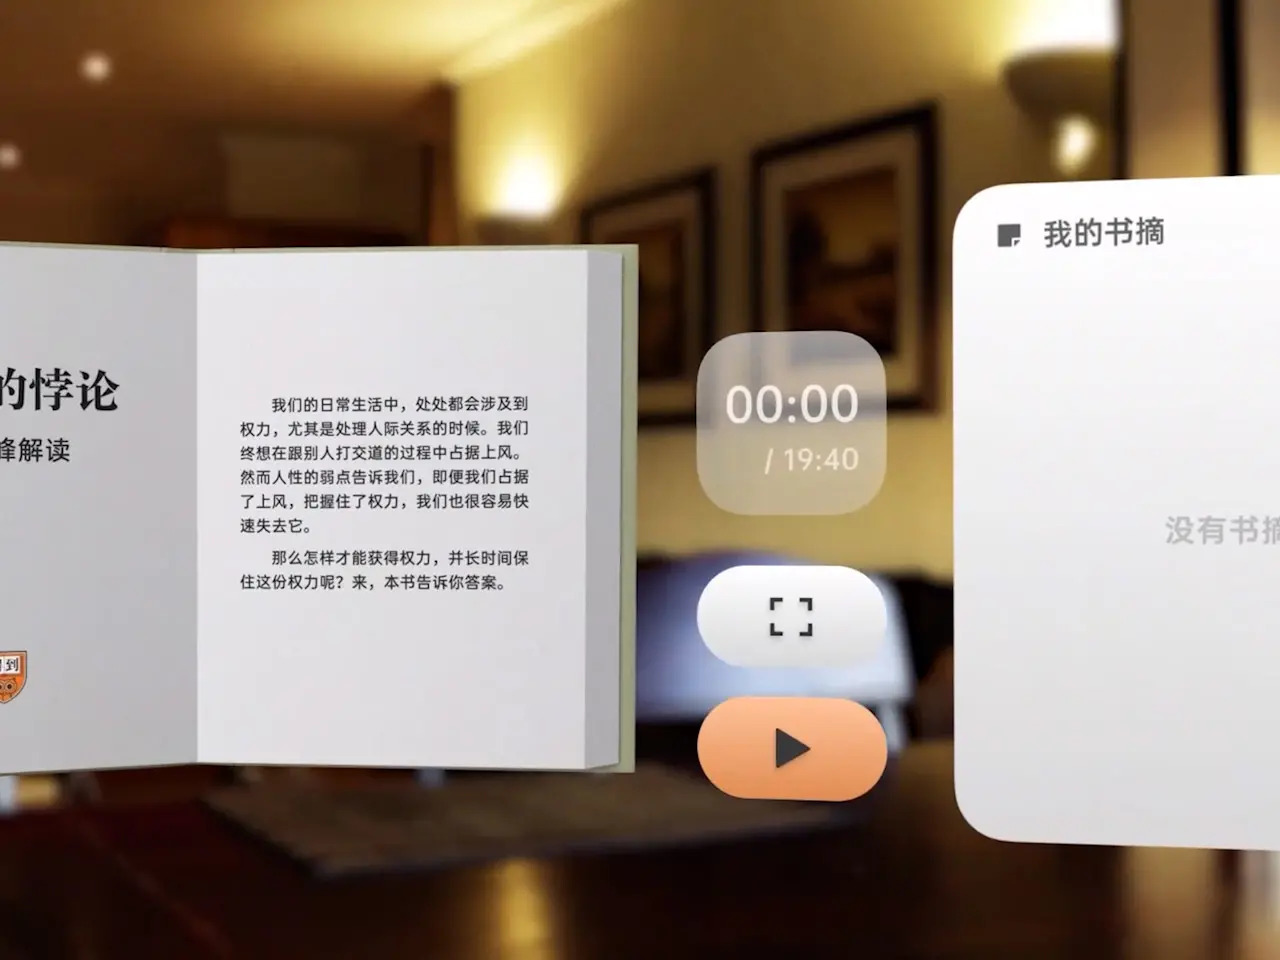 的悖论
峰解读
到
我们的日常生活中，处处都会涉及到
权力，尤其是处理人际关系的时候。我们
终想在跟别人打交道的过程中占据上风。
然而人性的弱点告诉我们，即便我们占据
了上风，把握住了权力，我们也很容易快
速失去它。
那么怎样才能获得权力，并长时间保
住这份权力呢？来，本书告诉你答案。
00:00
/ 19:40
我的书摘
没有书摘